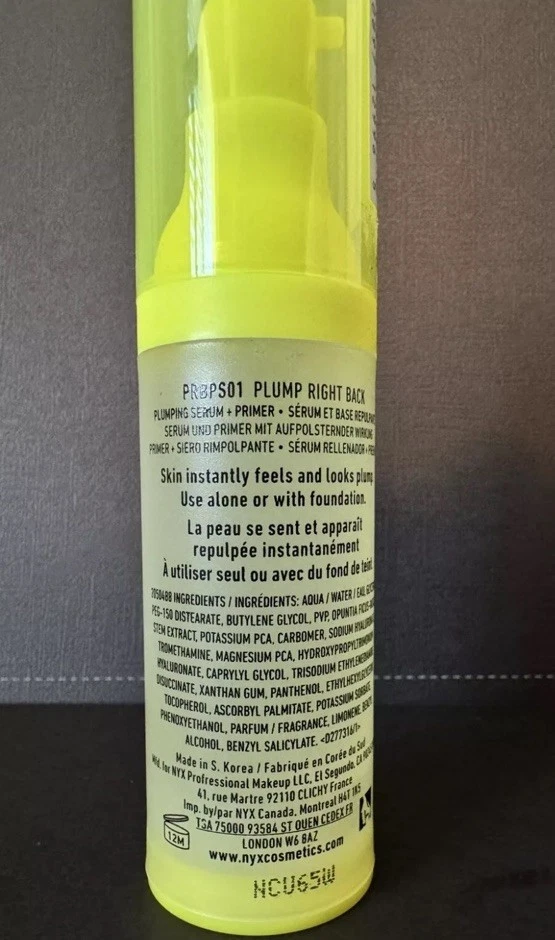 PRBPS01 PLUMP RIGHT BACK
PLUMPING SERUM + PRIMER • SÉRUM ET BASE
SERUM UND PRIMER MIT AUFPOLSTERNDER
PRIMER + SIERO RIMPOLPANTE • SÉRUM RELLENADOR +
Skin instantly feels and looks plump.
Use alone or with foundation.
La peau se sent et apparaît
repulpée instantanément
À utiliser seul ou avec du fond de teint.
2050488 INGREDIENTS / INGRÉDIENTS: AQUA / WATER / EAU,
PEG-150 DISTEARATE, BUTYLENE GLYCOL, PVP, OPUNTIA
STEM EXTRACT, POTASSIUM PCA, CARBOMER, SODIUM
TROMETHAMINE, MAGNESIUM PCA,
HYALURONATE, CAPRYLYL GLYCOL, TRISODIUM
DISUCCINATE, XANTHAN GUM, PANTHENOL,
TOCOPHEROL, ASCORBYL PALMITATE, POTASSIUM
PHENOXYETHANOL, PARFUM / FRAGRANCE, LIMONENE,
ALCOHOL, BENZYL SALICYLATE. <D277316/1>
Made in S. Korea / Fabriqué en Corée du Sud
Mfd. for NYX Profressional Makeup LLC, El Segundo, CA
41, rue Martre 92110 CLICHY France
Imp. by/par NYX Canada, Montreal H4T 1K5
TSA 75000 93584 ST OUEN CEDEX FR
LONDON W6 8AZ
12M
www.nyxcosmetics.com
NCU65W